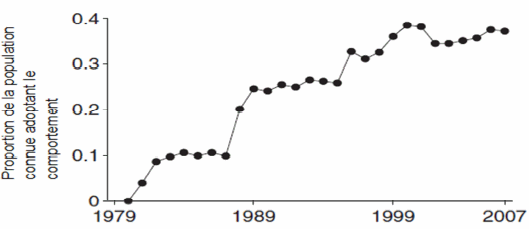 Proportion de la population
connue adoptant le
comportement
0.4
0.3
0.2
0.1
0
1979 1989 1999 2007